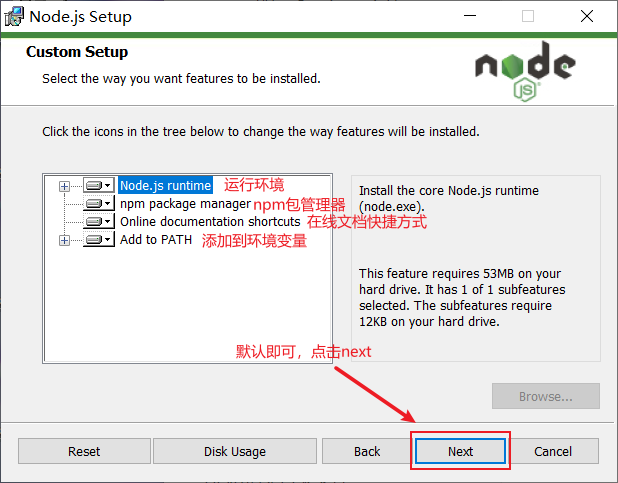 Node.js Setup
Custom Setup
Select the way you want features to be installed.
node
JS
Click the icons in the tree below to change the way features will be installed.
Node.js runtime 运行环境
npm package manager npm包管理器
Online documentation shortcuts 在线文档快捷方式
Add to PATH 添加到环境变量
Install the core Node.js runtime
(node.exe).
This feature requires 53MB on your
hard drive. It has 1 of 1 subfeatures
selected. The subfeatures require
12KB on your hard drive.
默认即可，点击next
Browse...
Reset
Disk Usage
Back
Next
Cancel